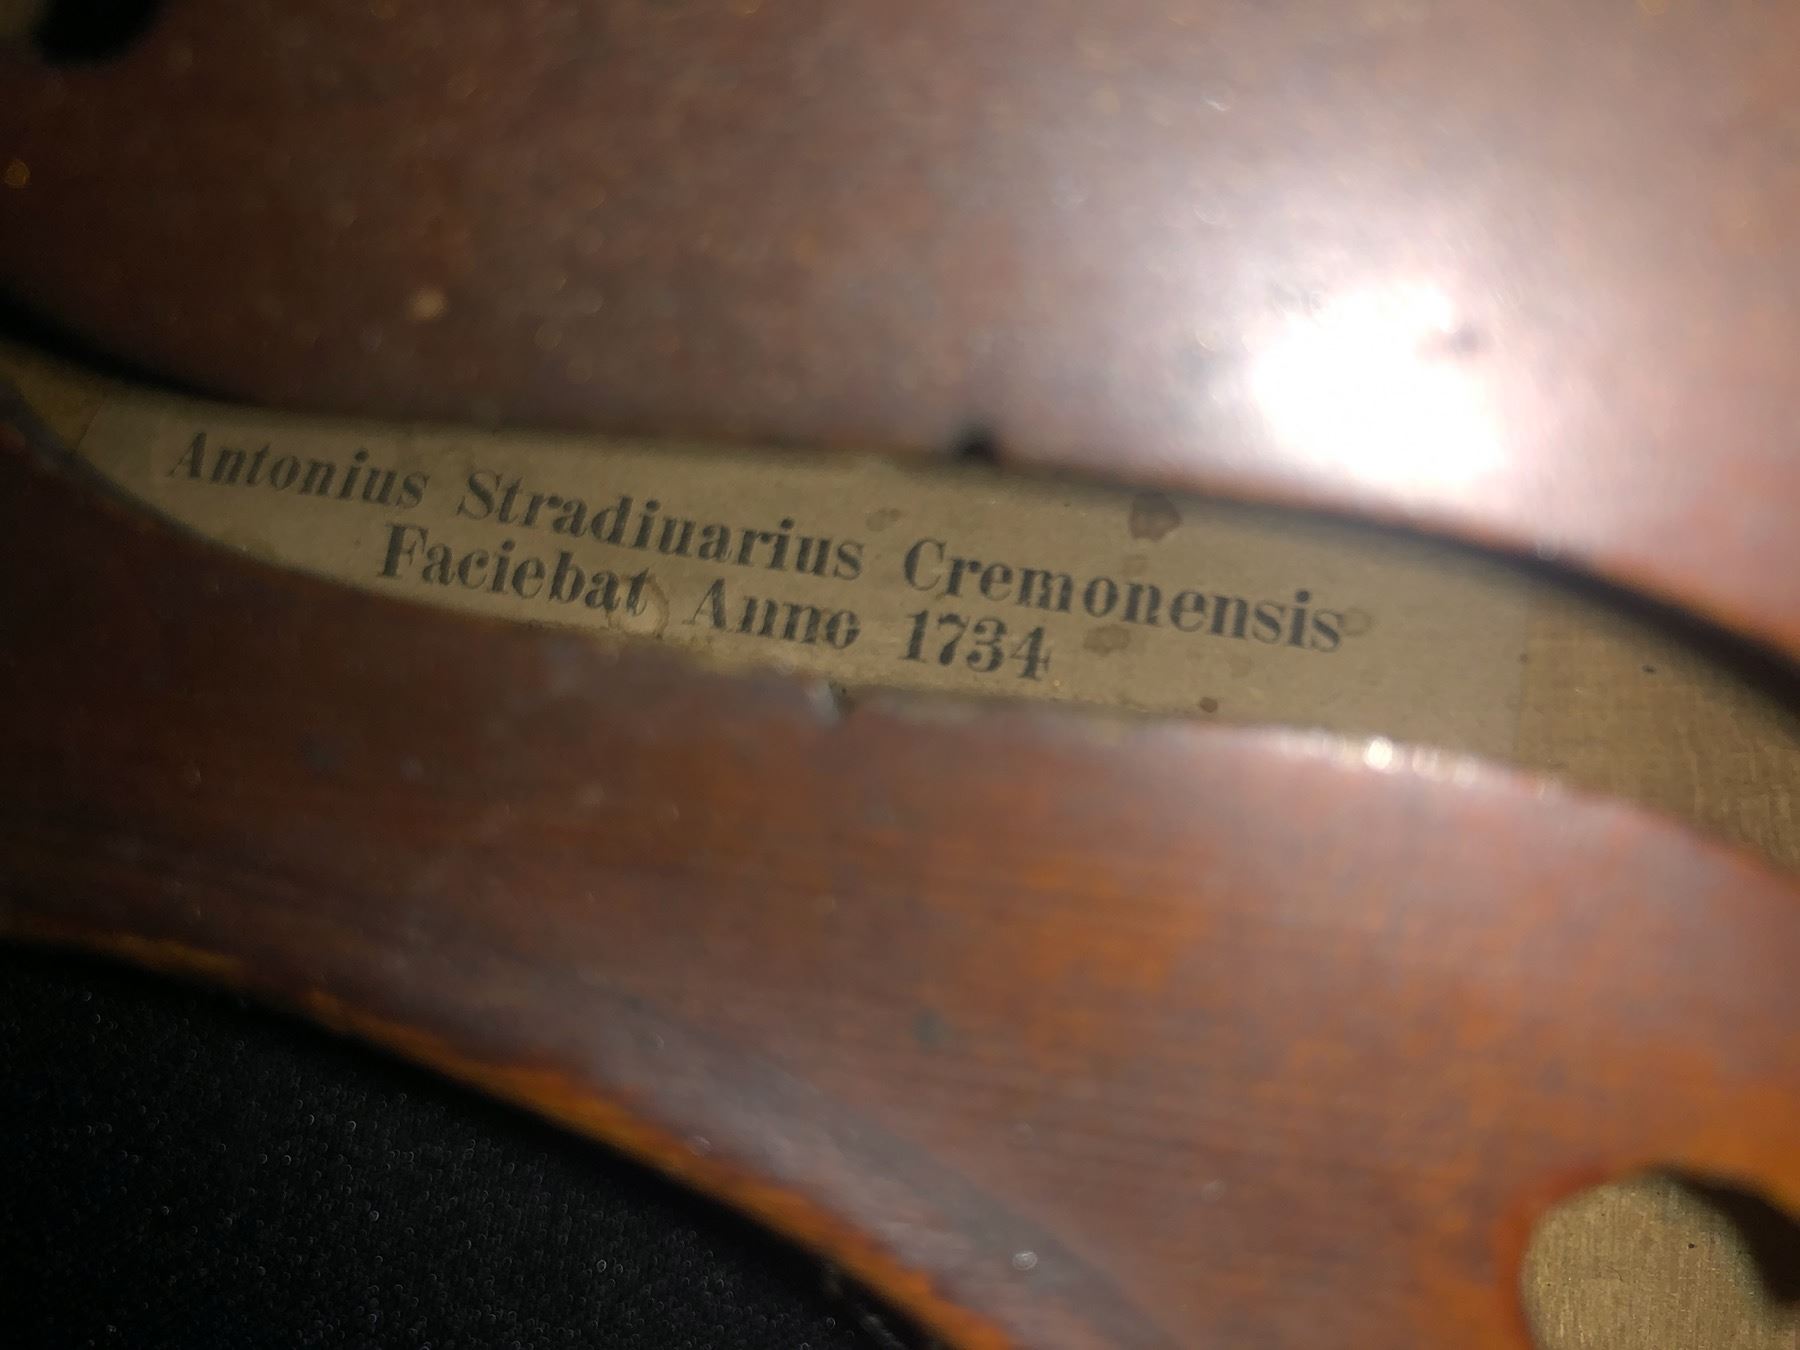 Antonius Stradiuarius Cremonensis
Faciebat Anno 1734